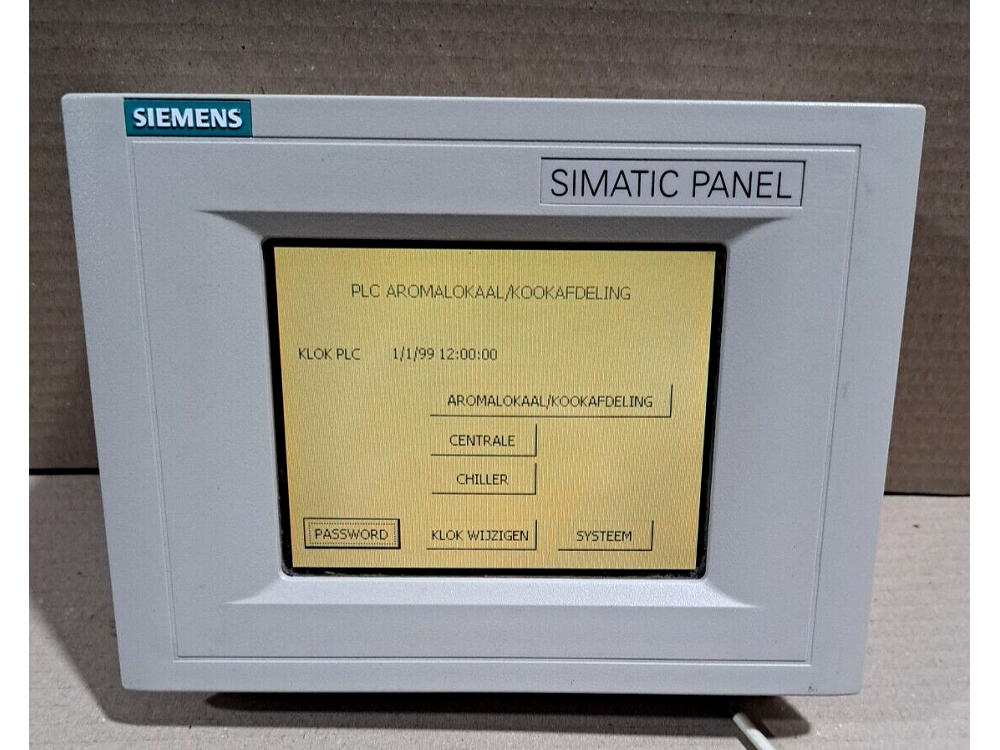 SIEMENS
SIMATIC PANEL
PLC AROMALOKAAL/KOOKAFDELING
KLOK PLC 1/1/99 12:00:00
AROMALOKAAL/KOOKAFDELING
CENTRALE
CHILLER
PASSWORD KLOK WIJZIGEN SYSTEEM